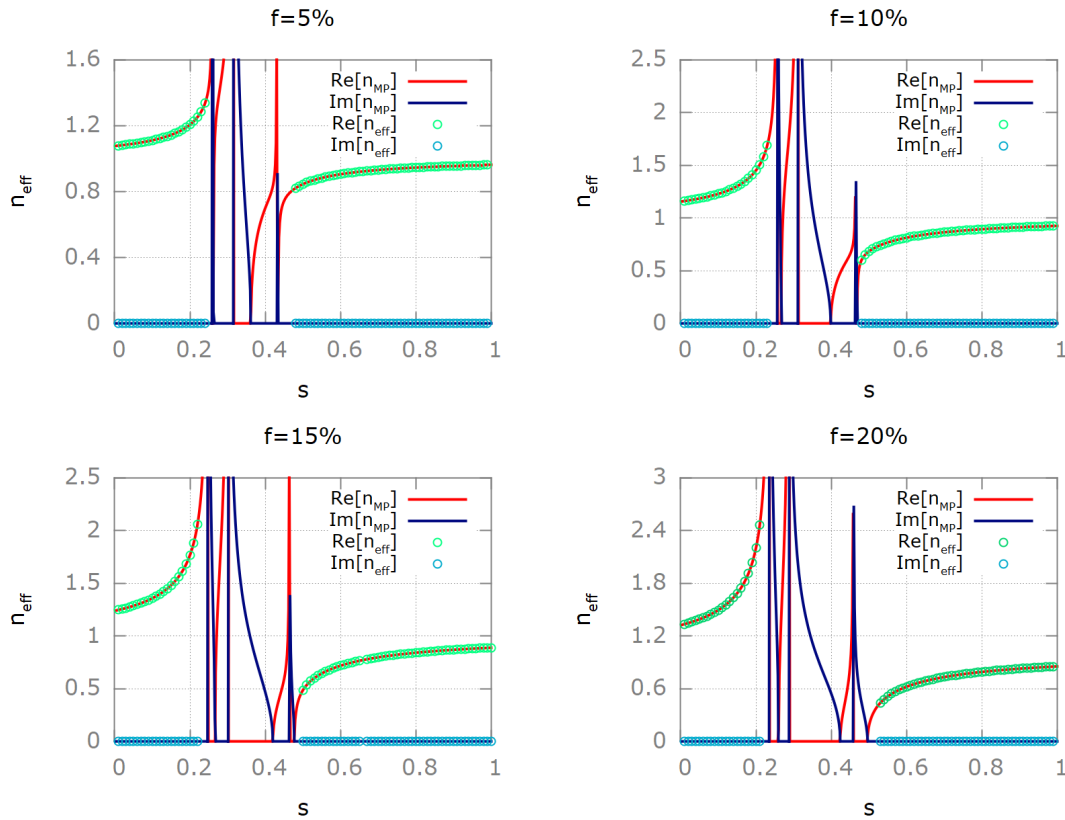 f=5%
1.6
1.2
0.8
0.4
0
n_eff
Re[n_MP]
Im[n_MP]
Re[n_eff]
Im[n_eff]
0 0.2 0.4 0.6 0.8 1
s
f=10%
2.5
2
1.5
1
0.5
0
n_eff
Re[n_MP]
Im[n_MP]
Re[n_eff]
Im[n_eff]
0 0.2 0.4 0.6 0.8 1
s
f=15%
2.5
2
1.5
1
0.5
0
n_eff
Re[n_MP]
Im[n_MP]
Re[n_eff]
Im[n_eff]
0 0.2 0.4 0.6 0.8 1
s
f=20%
3
2.4
1.8
1.2
0.6
0
n_eff
Re[n_MP]
Im[n_MP]
Re[n_eff]
Im[n_eff]
0 0.2 0.4 0.6 0.8 1
s